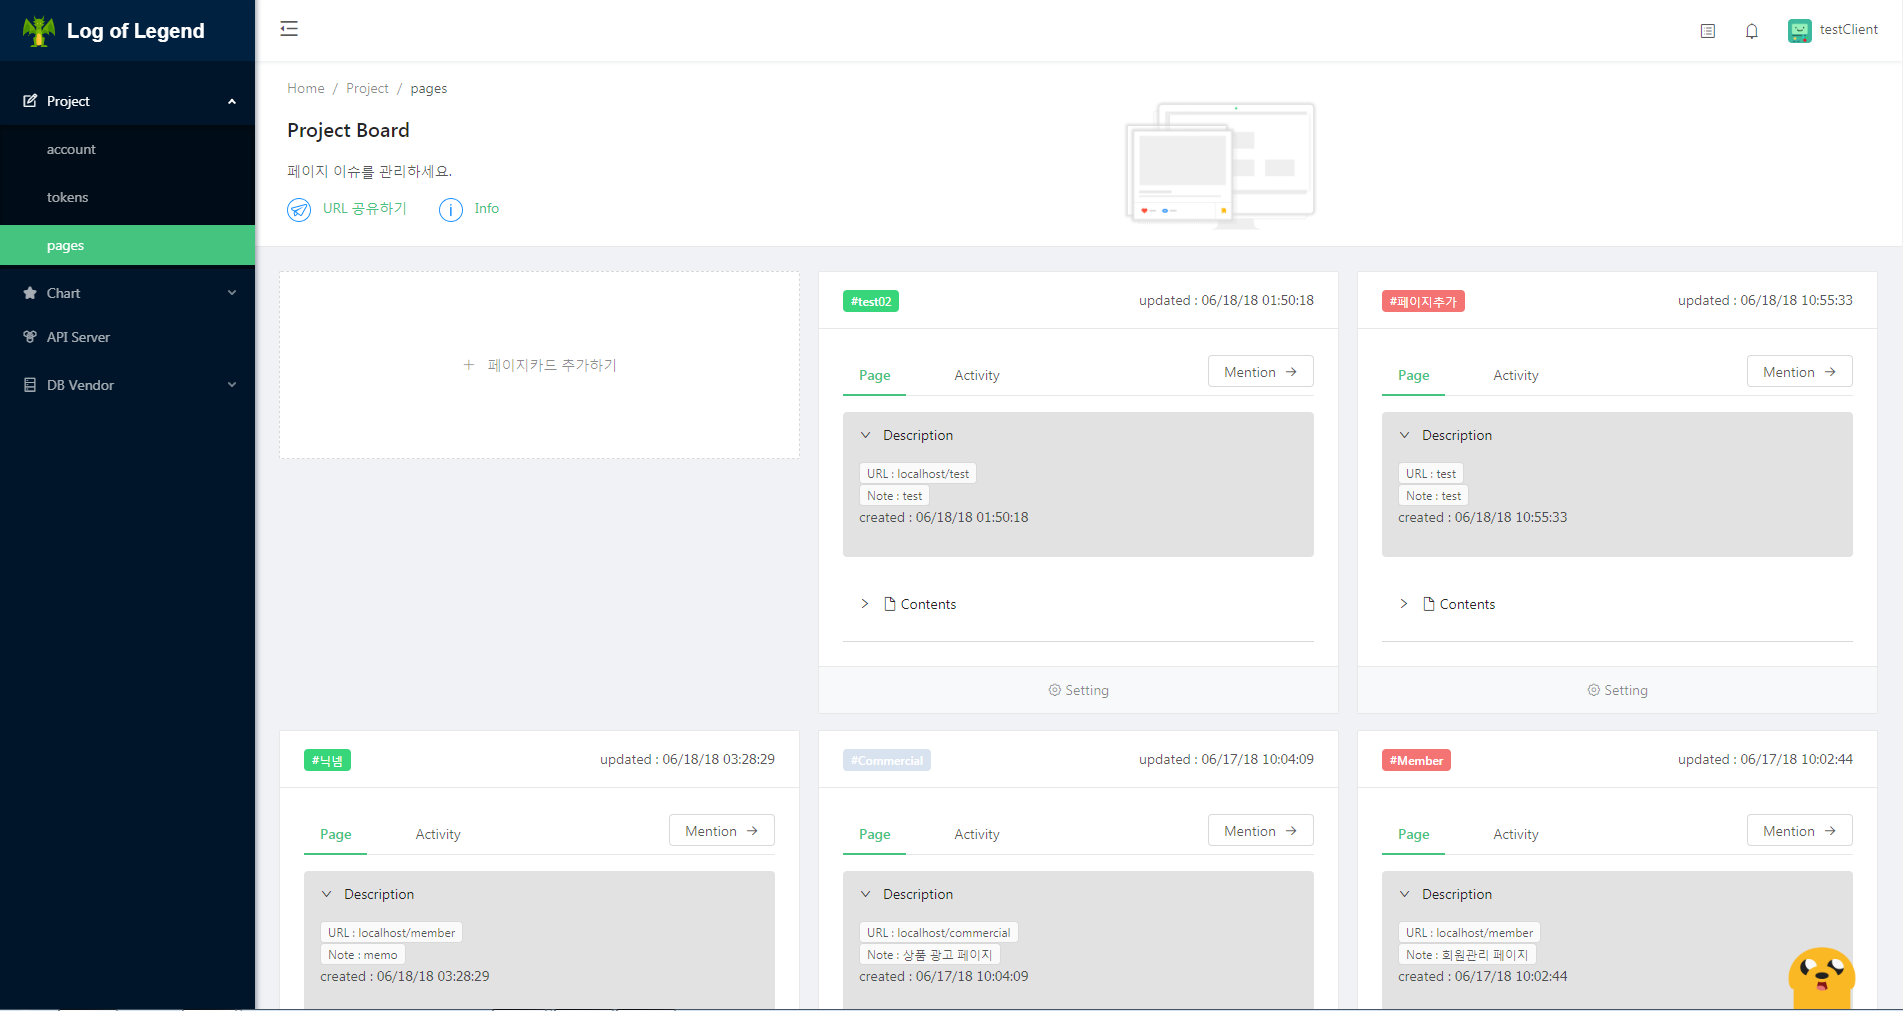 Log of Legend
testClient
Project
account
tokens
pages
Chart
API Server
DB Vendor
Home / Project / pages
Project Board
페이지 이슈를 관리하세요.
URL 공유하기
Info
+ 페이지카드 추가하기
#test02
updated : 06/18/18 01:50:18
Page
Activity
Mention →
Description
URL : localhost/test
Note : test
created : 06/18/18 01:50:18
Contents
Setting
#페이지추가
updated : 06/18/18 10:55:33
Page
Activity
Mention →
Description
URL : test
Note : test
created : 06/18/18 10:55:33
Contents
Setting
#닉넴
updated : 06/18/18 03:28:29
Page
Activity
Mention →
Description
URL : localhost/member
Note : memo
created : 06/18/18 03:28:29
#Commercial
updated : 06/17/18 10:04:09
Page
Activity
Mention →
Description
URL : localhost/commercial
Note : 상품 광고 페이지
created : 06/17/18 10:04:09
#Member
updated : 06/17/18 10:02:44
Page
Activity
Mention →
Description
URL : localhost/member
Note : 회원관리 페이지
created : 06/17/18 10:02:44